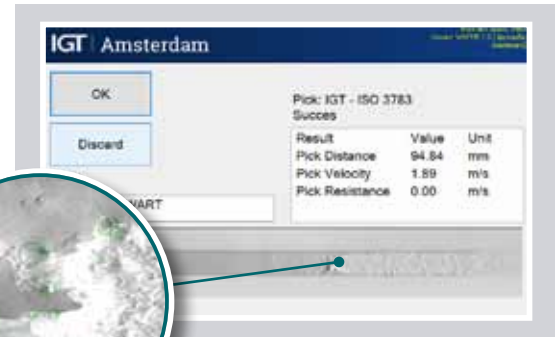 IGT Amsterdam
OK
Discard
Pick: IGT - ISO 3783
Succes
Result Value Unit
Pick Distance 94.84 mm
Pick Velocity 1.89 m/s
Pick Resistance 0.00 m/s
WART